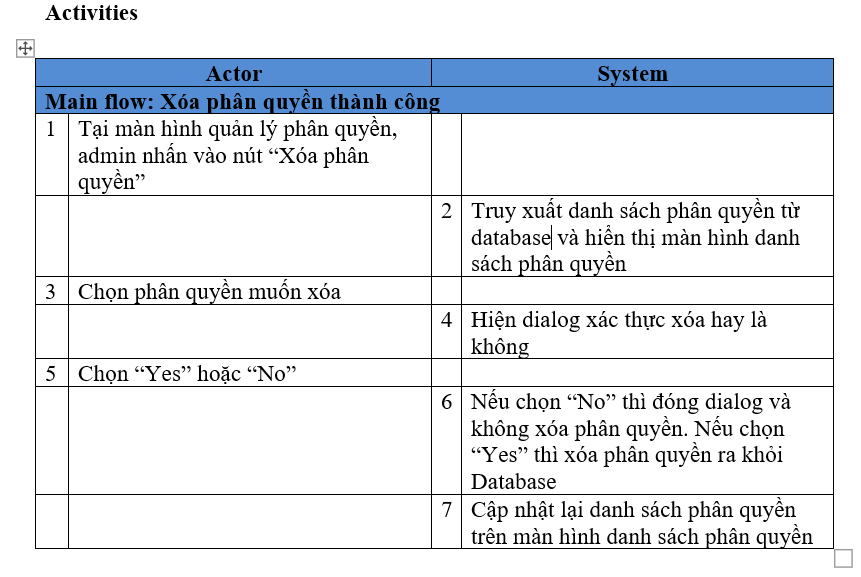 Activities
Actor
System
Main flow: Xóa phân quyền thành công
1
Tại màn hình quản lý phân quyền,
admin nhấn vào nút “Xóa phân
quyền”
2
Truy xuất danh sách phân quyền từ
database và hiển thị màn hình danh
sách phân quyền
3
Chọn phân quyền muốn xóa
4
Hiện dialog xác thực xóa hay là
không
5
Chọn “Yes” hoặc “No”
6
Nếu chọn “No” thì đóng dialog và
không xóa phân quyền. Nếu chọn
“Yes” thì xóa phân quyền ra khỏi
Database
7
Cập nhật lại danh sách phân quyền
trên màn hình danh sách phân quyền